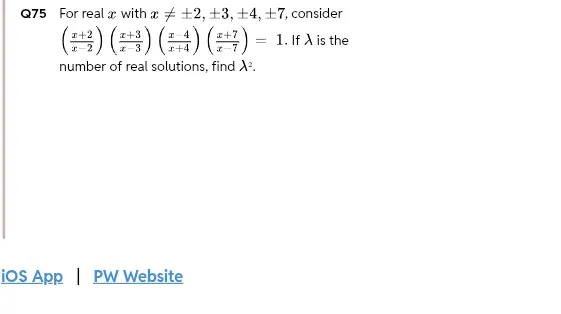 Q75 For real x with x ≠ ±2, ±3, ±4, ±7, consider
((x+2)/(x−2)) ((x+3)/(x−3)) ((x−4)/(x+4)) ((x+7)/(x−7)) = 1. If λ is the
number of real solutions, find λ².
iOS App | PW Website